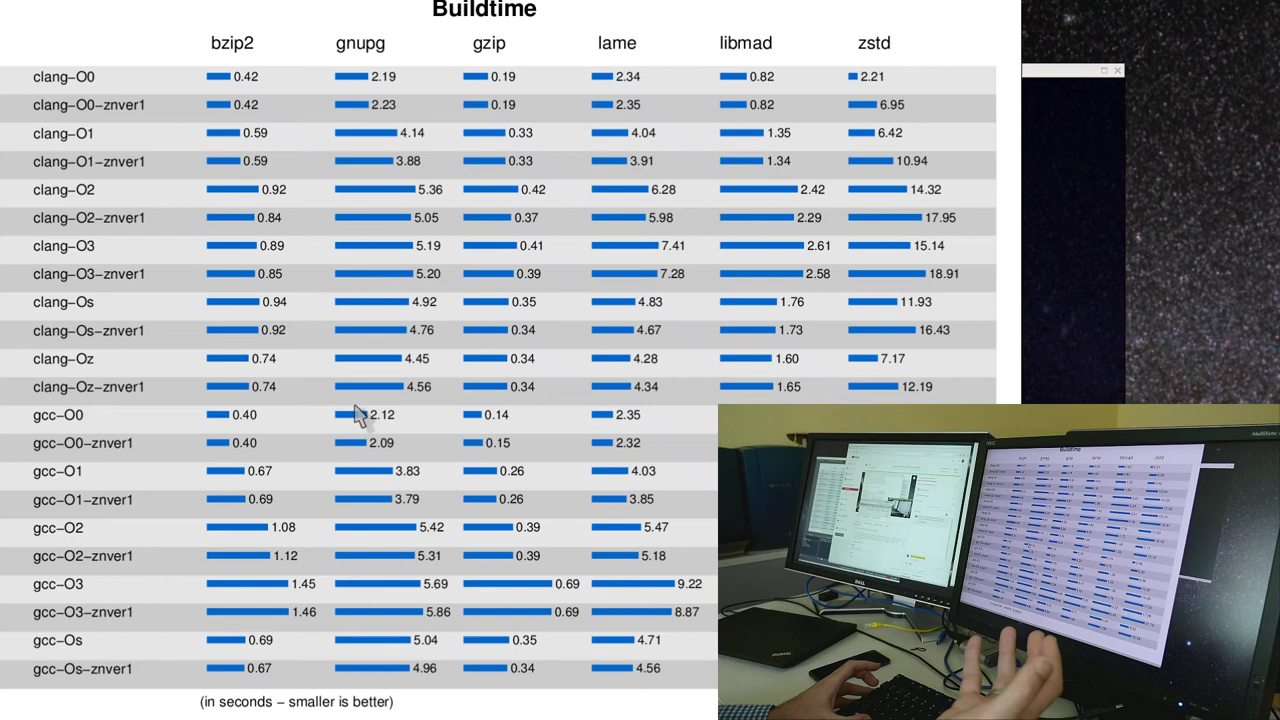 Buildtime
bzip2 gnupg gzip lame libmad zstd
clang-O0 0.42 2.19 0.19 2.34 0.82 2.21
clang-O0-znver1 0.42 2.23 0.19 2.35 0.82 6.95
clang-O1 0.59 4.14 0.33 4.04 1.35 6.42
clang-O1-znver1 0.59 3.88 0.33 3.91 1.34 10.94
clang-O2 0.92 5.36 0.42 6.28 2.42 14.32
clang-O2-znver1 0.84 5.05 0.37 5.98 2.29 17.95
clang-O3 0.89 5.19 0.41 7.41 2.61 15.14
clang-O3-znver1 0.85 5.20 0.39 7.28 2.58 18.91
clang-Os 0.94 4.92 0.35 4.83 1.76 11.93
clang-Os-znver1 0.92 4.76 0.34 4.67 1.73 16.43
clang-Oz 0.74 4.45 0.34 4.28 1.60 7.17
clang-Oz-znver1 0.74 4.56 0.34 4.34 1.65 12.19
gcc-O0 0.40 2.12 0.14 2.35
gcc-O0-znver1 0.40 2.09 0.15 2.32
gcc-O1 0.67 3.83 0.26 4.03
gcc-O1-znver1 0.69 3.79 0.26 3.85
gcc-O2 1.08 5.42 0.39 5.47
gcc-O2-znver1 1.12 5.31 0.39 5.18
gcc-O3 1.45 5.69 0.69 9.22
gcc-O3-znver1 1.46 5.86 0.69 8.87
gcc-Os 0.69 5.04 0.35 4.71
gcc-Os-znver1 0.67 4.96 0.34 4.56
(in seconds - smaller is better)
NEC
DELL
Buildtime